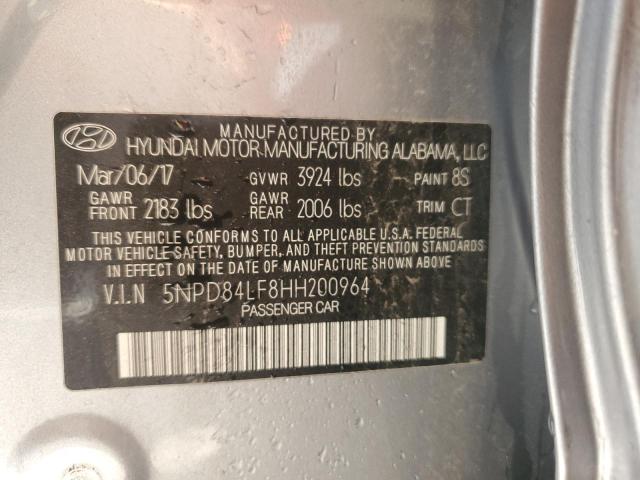 MANUFACTURED BY
HYUNDAI MOTOR MANUFACTURING ALABAMA, LLC
Mar/06/17 GVWR 3924 lbs PAINT 8S
GAWR FRONT 2183 lbs GAWR REAR 2006 lbs TRIM CT
THIS VEHICLE CONFORMS TO ALL APPLICABLE U.S.A. FEDERAL
MOTOR VEHICLE SAFETY, BUMPER, AND THEFT PREVENTION STANDARDS
IN EFFECT ON THE DATE OF MANUFACTURE SHOWN ABOVE.
V.I.N 5NPD84LF8HH200964
PASSENGER CAR